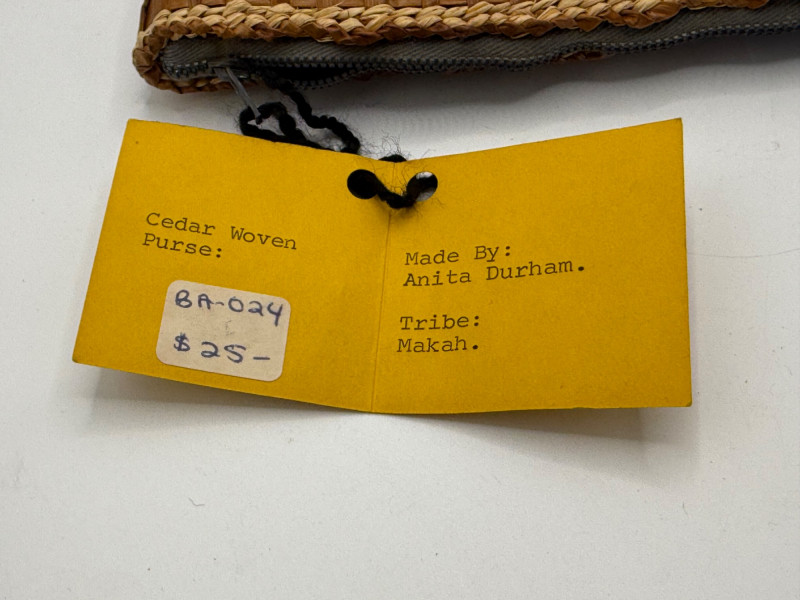 Cedar Woven
Purse:
BA-024
$25-
Made By:
Anita Durham.
Tribe:
Makah.